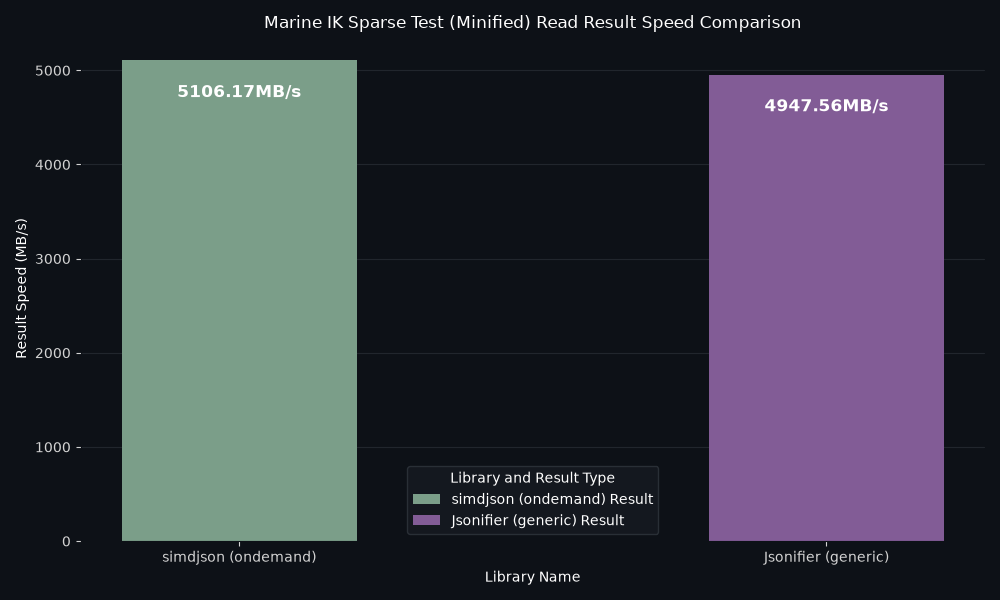 Marine IK Sparse Test (Minified) Read Result Speed Comparison
5106.17MB/s
4947.56MB/s
Result Speed (MB/s)
5000
4000
3000
2000
1000
0
Library and Result Type
simdjson (ondemand) Result
Jsonifier (generic) Result
simdjson (ondemand)
Jsonifier (generic)
Library Name